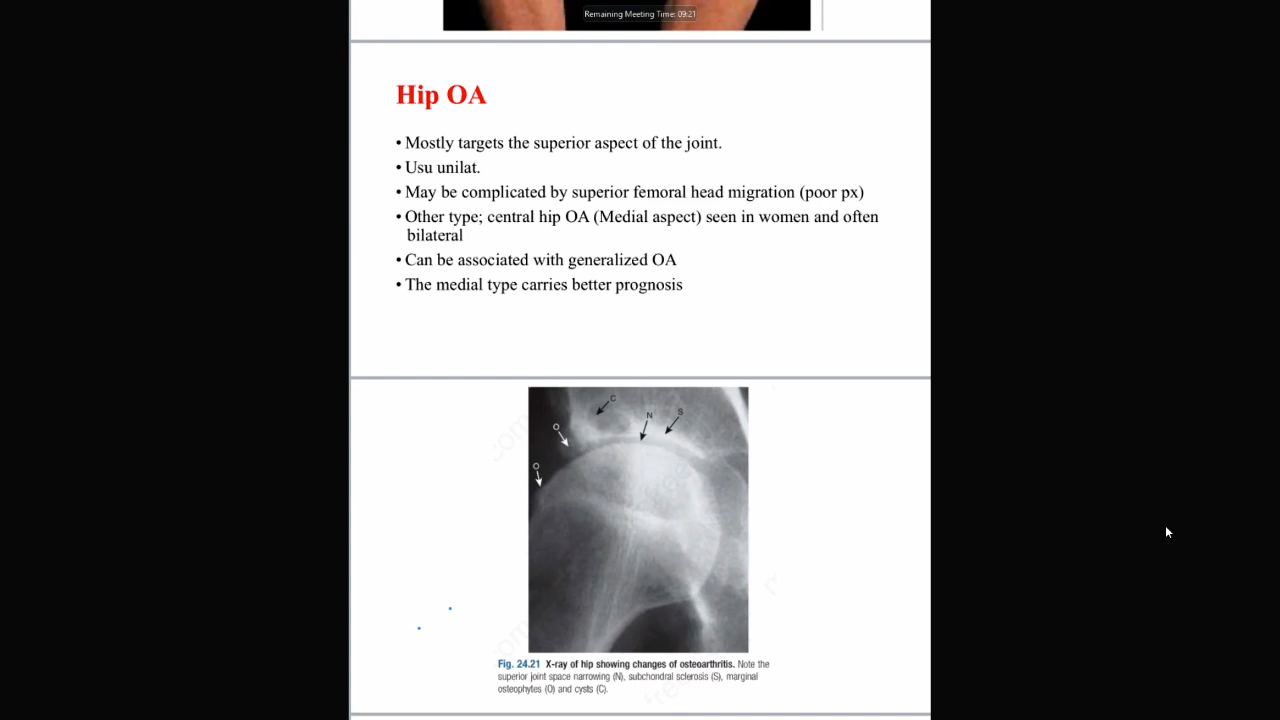 Remaining Meeting Time: 09:21
Hip OA
• Mostly targets the superior aspect of the joint.
• Usu unilat.
• May be complicated by superior femoral head migration (poor px)
• Other type; central hip OA (Medial aspect) seen in women and often
bilateral
• Can be associated with generalized OA
• The medial type carries better prognosis
C
N
S
O
O
Fig. 24.21 X-ray of hip showing changes of osteoarthritis. Note the
superior joint space narrowing (N), subchondral sclerosis (S), marginal
osteophytes (O) and cysts (C).